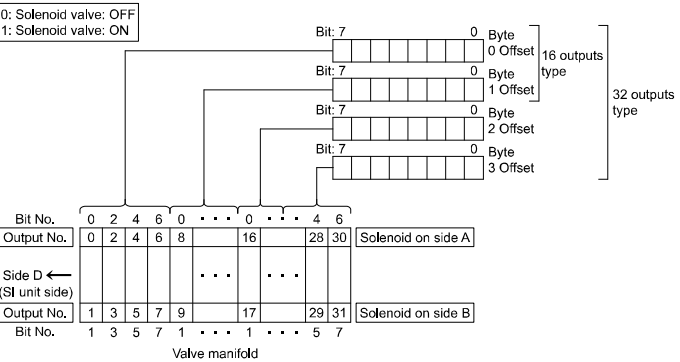 0: Solenoid valve: OFF
1: Solenoid valve: ON
Bit: 7 0 Byte
0 Offset
Bit: 7 0 Byte
1 Offset
16 outputs
type
Bit: 7 0 Byte
2 Offset
Bit: 7 0 Byte
3 Offset
32 outputs
type
Bit No. 0 2 4 6 0 · · · 0 · · · 4 6
Output No. 0 2 4 6 8 16 28 30 Solenoid on side A
Side D ←
(SI unit side)
· · · · · ·
Output No. 1 3 5 7 9 17 29 31 Solenoid on side B
Bit No. 1 3 5 7 1 · · · 1 · · · 5 7
Valve manifold